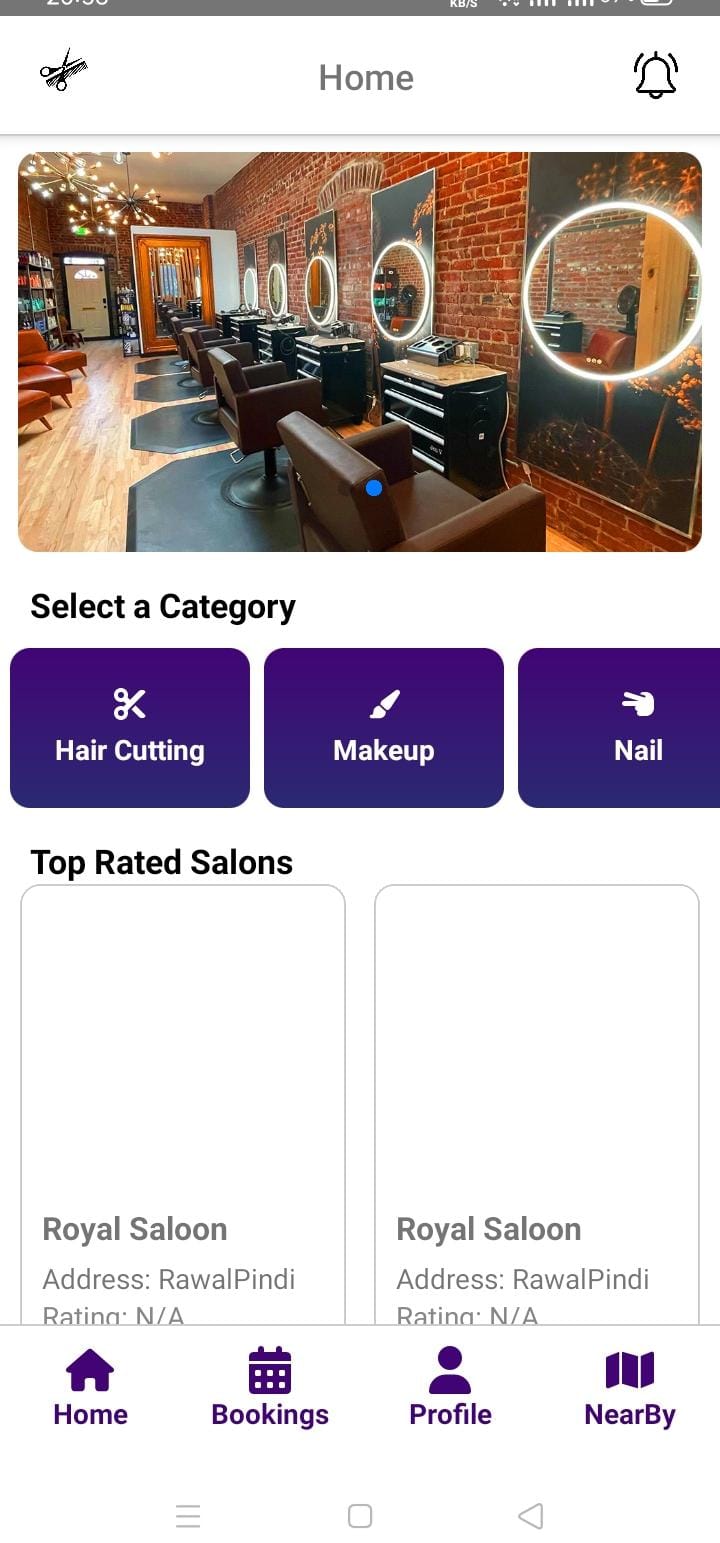 KB/S
Home
Select a Category
Hair Cutting
Makeup
Nail
Top Rated Salons
Royal Saloon
Address: RawalPindi
Rating: N/A
Royal Saloon
Address: RawalPindi
Rating: N/A
Home
Bookings
Profile
NearBy